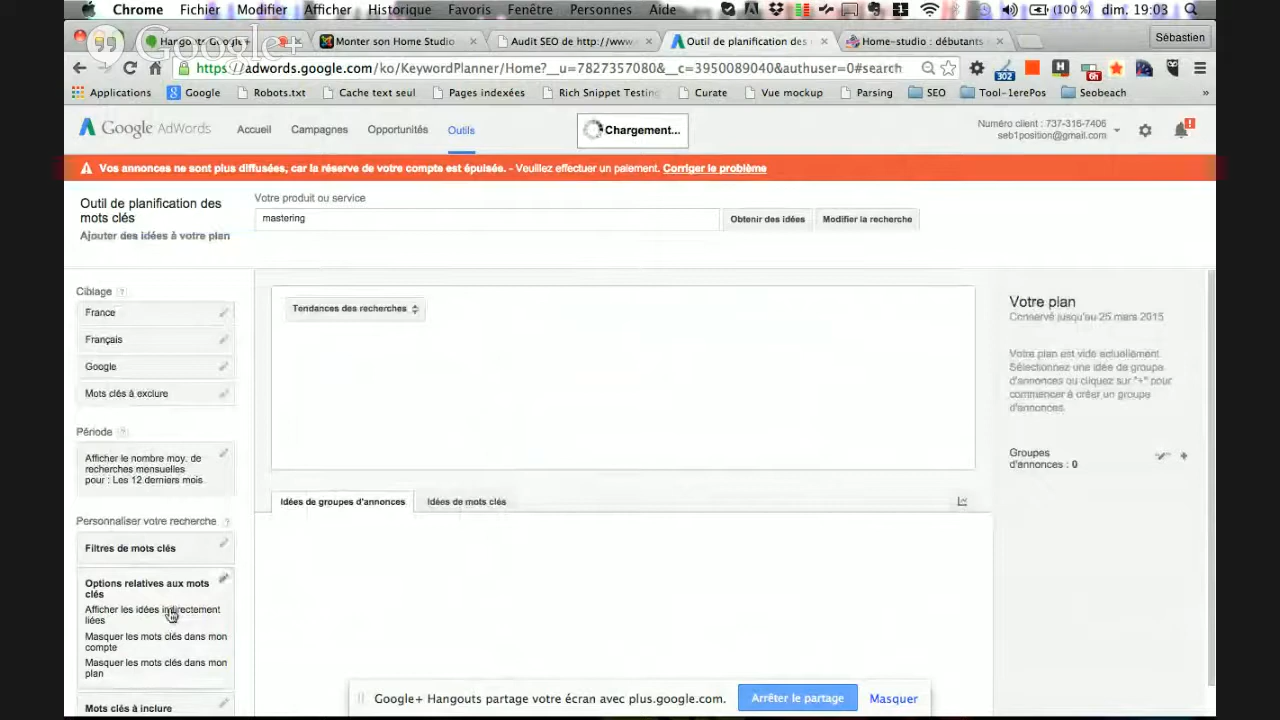 Chrome Fichier Modifier Afficher Historique Favoris Fenêtre Personnes Aide (100 %) dim. 19:03
Google+
Monter son Home Studio
Audit SEO de http://www
Outil de planification des
Home-studio : débutants
Sébastien
https://adwords.google.com/ko/KeywordPlanner/Home?__u=7827357080&__c=3950089040&authuser=0#search
302
6h
Applications Google Robots.txt Cache text seul Pages indexées Rich Snippet Testing Curate Vue mockup Parsing SEO Tool-1erePos Seobeach »
Google AdWords Accueil Campagnes Opportunités Outils
Chargement...
Numéro client : 737-316-7406
seb1position@gmail.com
Vos annonces ne sont plus diffusées, car la réserve de votre compte est épuisée. - Veuillez effectuer un paiement. Corriger le problème
Outil de planification des
mots clés
Ajouter des idées à votre plan
Votre produit ou service
mastering
Obtenir des idées
Modifier la recherche
Ciblage ?
France
Français
Google
Mots clés à exclure
Période ?
Afficher le nombre moy. de
recherches mensuelles
pour : Les 12 derniers mois
Personnaliser votre recherche ?
Filtres de mots clés
Options relatives aux mots
clés
Afficher les idées indirectement
liées
Masquer les mots clés dans mon
compte
Masquer les mots clés dans mon
plan
Mots clés à inclure
Tendances des recherches
Idées de groupes d'annonces
Idées de mots clés
Votre plan
Conservé jusqu'au 25 mars 2015
Votre plan est vide actuellement.
Sélectionnez une idée de groupe
d'annonces ou cliquez sur "+" pour
commencer à créer un groupe
d'annonces.
Groupes
d'annonces : 0
Google+ Hangouts partage votre écran avec plus.google.com.
Arrêter le partage
Masquer